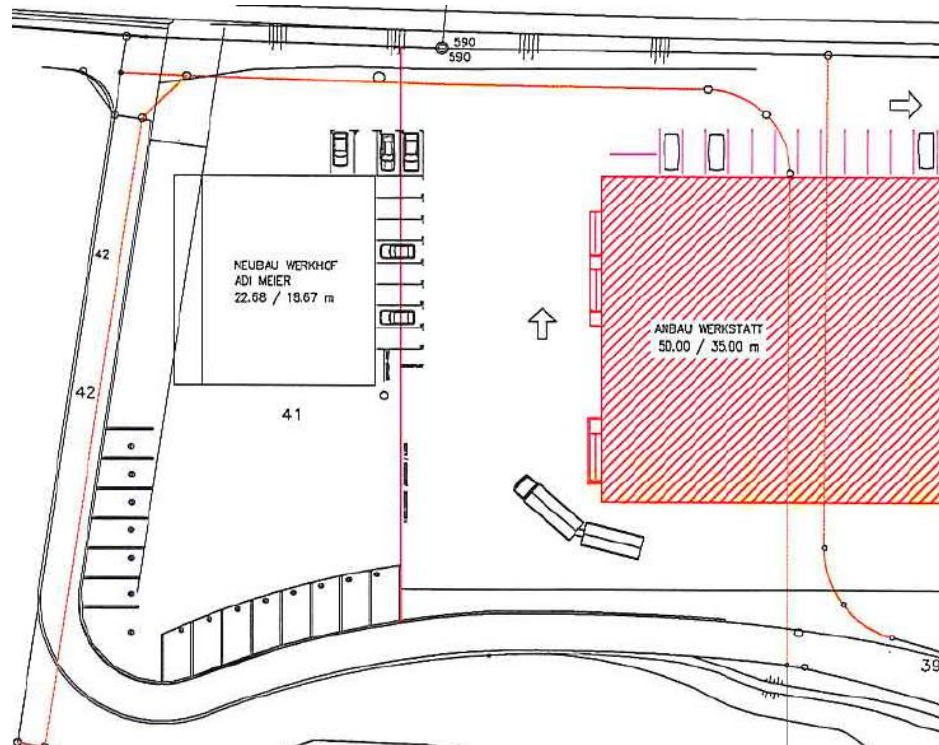 590
590
42
NEUBAU WERKHOF
ADI MEIER
22.68 / 18.67 m
ANBAU WERKSTATT
50.00 / 35.00 m
42
41
39